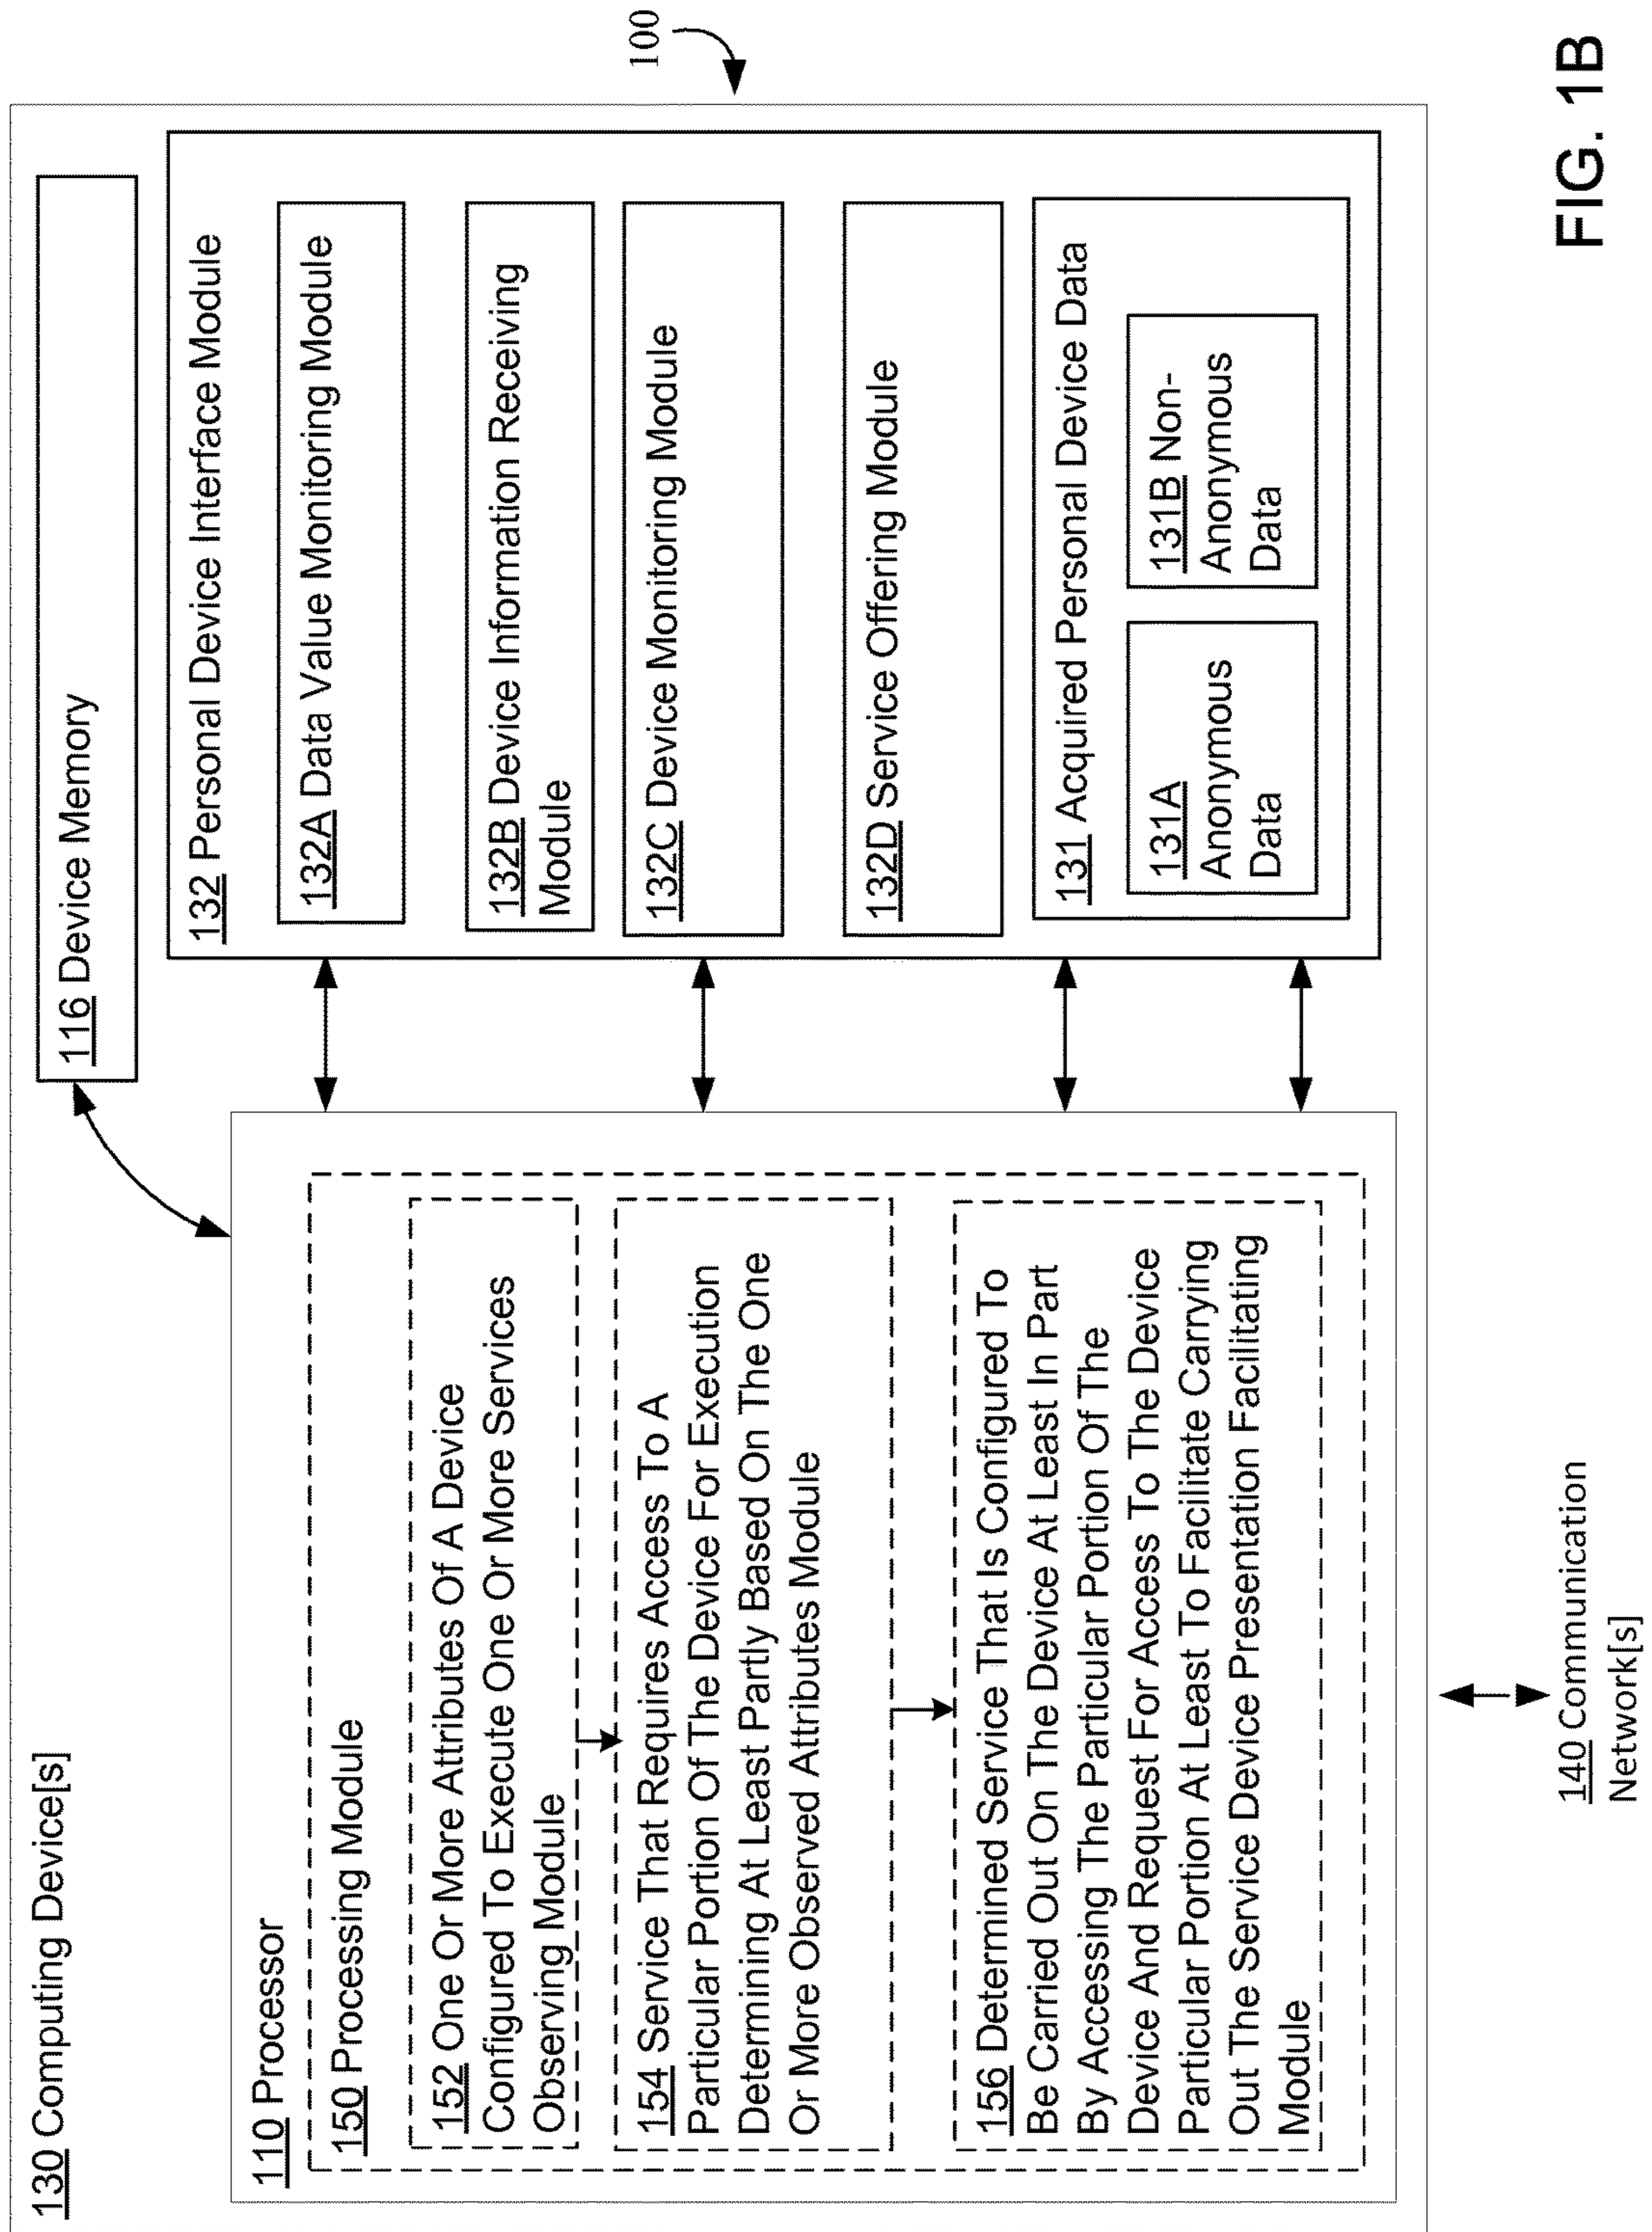 130 Computing Device[s]
110 Processor
150 Processing Module
152 One Or More Attributes Of A Device
Configured To Execute One Or More Services
Observing Module
154 Service That Requires Access To A
Particular Portion Of The Device For Execution
Determining At Least Partly Based On The One
Or More Observed Attributes Module
156 Determined Service That Is Configured To
Be Carried Out On The Device At Least In Part
By Accessing The Particular Portion Of The
Device And Request For Access To The Device
Particular Portion At Least To Facilitate Carrying
Out The Service Device Presentation Facilitating
Module
116 Device Memory
132 Personal Device Interface Module
132A Data Value Monitoring Module
132B Device Information Receiving
Module
132C Device Monitoring Module
132D Service Offering Module
131 Acquired Personal Device Data
131A
Anonymous
Data
131B Non-
Anonymous
Data
100
140 Communication
Network[s]
FIG. 1B